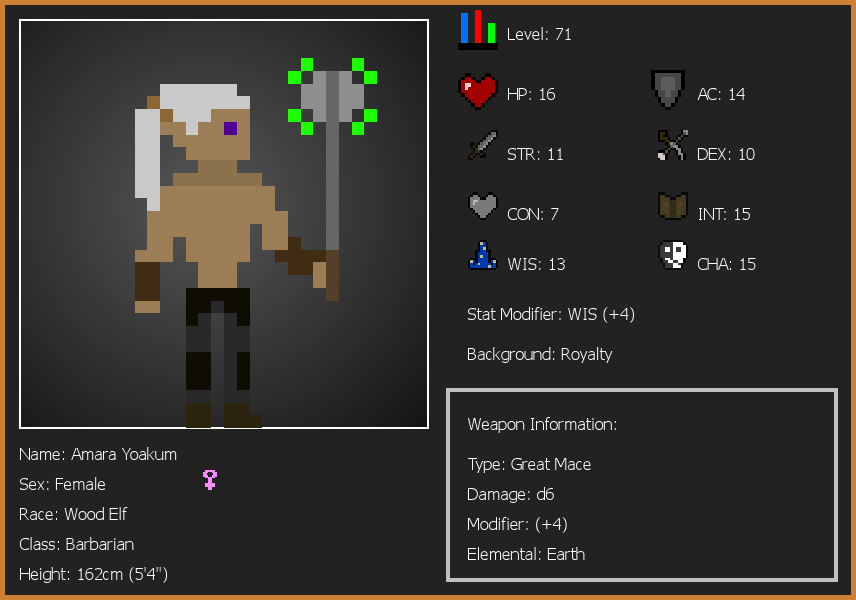 Level: 71
HP: 16
AC: 14
STR: 11
DEX: 10
CON: 7
INT: 15
WIS: 13
CHA: 15
Stat Modifier: WIS (+4)
Background: Royalty
Weapon Information:
Type: Great Mace
Damage: d6
Modifier: (+4)
Elemental: Earth
Name: Amara Yoakum
Sex: Female
Race: Wood Elf
Class: Barbarian
Height: 162cm (5'4")